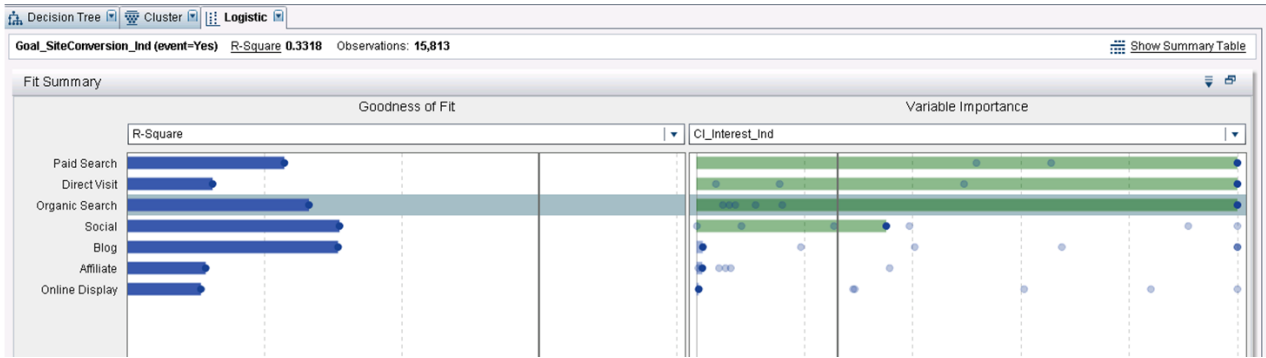 Decision Tree Cluster Logistic
Goal_SiteConversion_Ind (event=Yes) R-Square 0.3318 Observations: 15,813 Show Summary Table
Fit Summary
Goodness of Fit Variable Importance
R-Square CI_Interest_Ind
Paid Search
Direct Visit
Organic Search
Social
Blog
Affiliate
Online Display